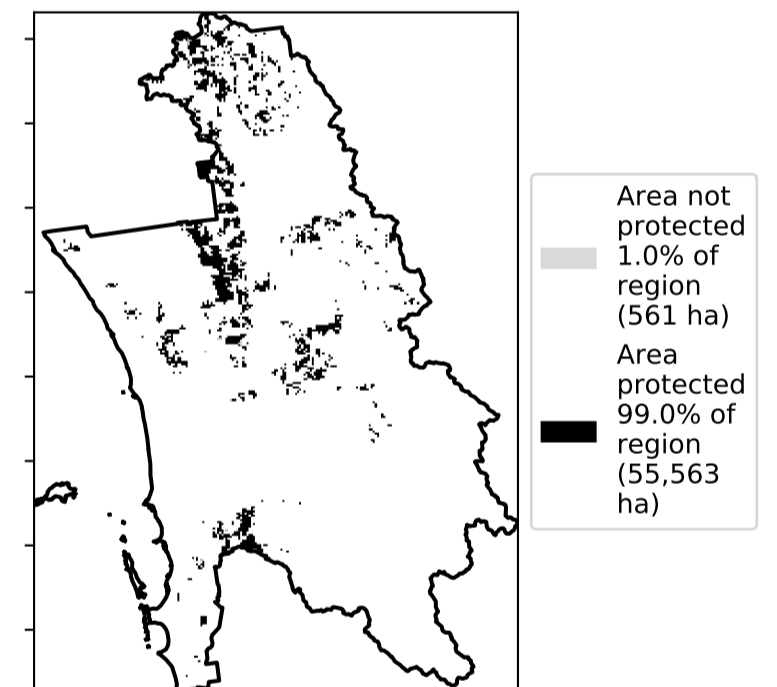 Area not
protected
1.0% of
region
(561 ha)
Area
protected
99.0% of
region
(55,563
ha)